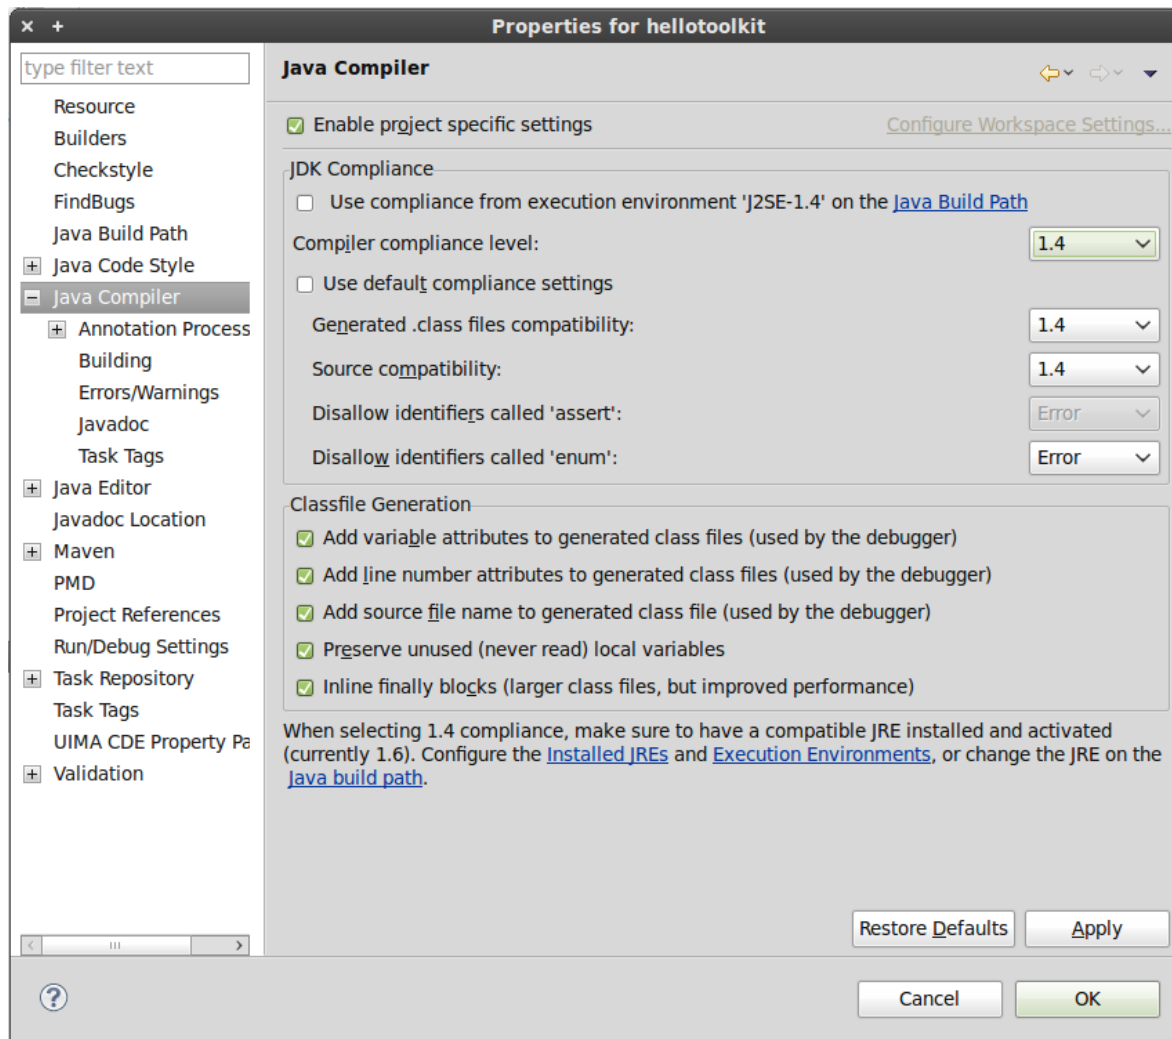 Properties for hellotoolkit
type filter text
Resource
Builders
Checkstyle
FindBugs
Java Build Path
Java Code Style
Java Compiler
Annotation Process
Building
Errors/Warnings
Javadoc
Task Tags
Java Editor
Javadoc Location
Maven
PMD
Project References
Run/Debug Settings
Task Repository
Task Tags
UIMA CDE Property Pa
Validation
Java Compiler
Enable project specific settings
Configure Workspace Settings...
JDK Compliance
Use compliance from execution environment 'J2SE-1.4' on the Java Build Path
Compiler compliance level: 1.4
Use default compliance settings
Generated .class files compatibility: 1.4
Source compatibility: 1.4
Disallow identifiers called 'assert': Error
Disallow identifiers called 'enum': Error
Classfile Generation
Add variable attributes to generated class files (used by the debugger)
Add line number attributes to generated class files (used by the debugger)
Add source file name to generated class file (used by the debugger)
Preserve unused (never read) local variables
Inline finally blocks (larger class files, but improved performance)
When selecting 1.4 compliance, make sure to have a compatible JRE installed and activated
(currently 1.6). Configure the Installed JREs and Execution Environments, or change the JRE on the
Java build path.
Restore Defaults
Apply
Cancel
OK